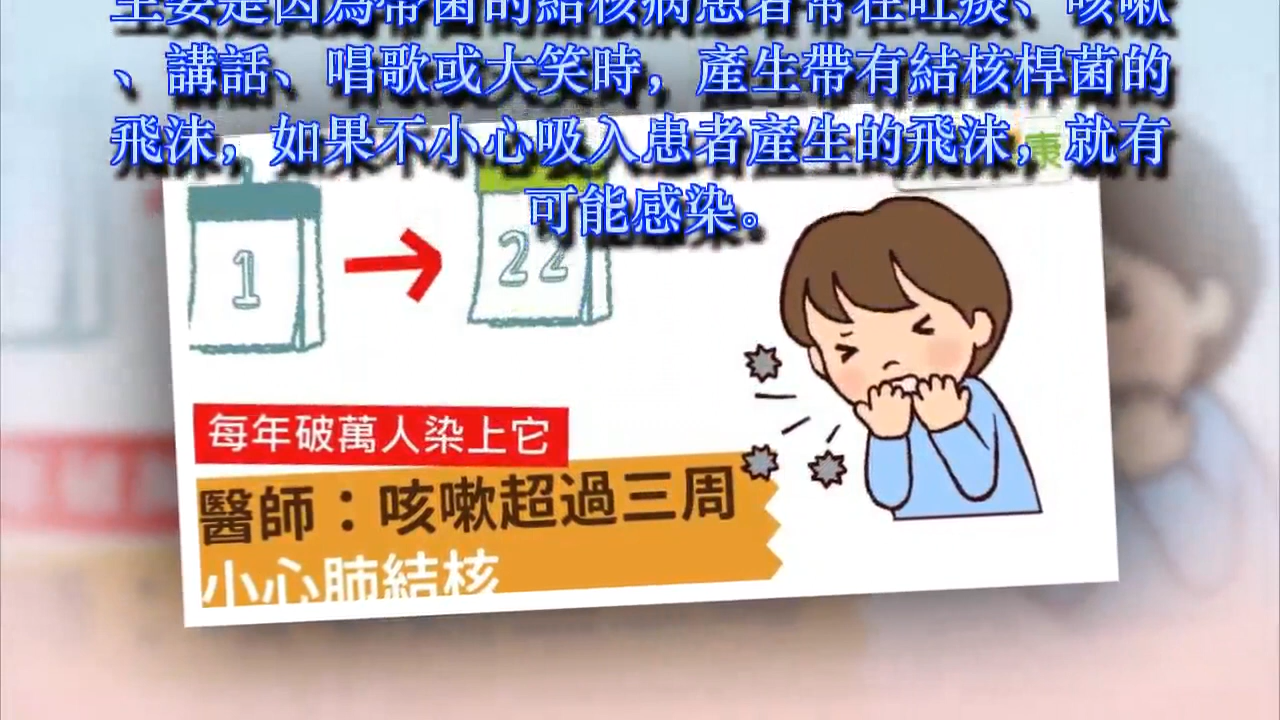 主要是因為帶菌的結核病患者常在吐痰、咳嗽
、講話、唱歌或大笑時，產生帶有結核桿菌的
飛沫，如果不小心吸入患者產生的飛沫，就有
可能感染。
康
1
22
每年破萬人染上它
醫師：咳嗽超過三周
小心肺結核